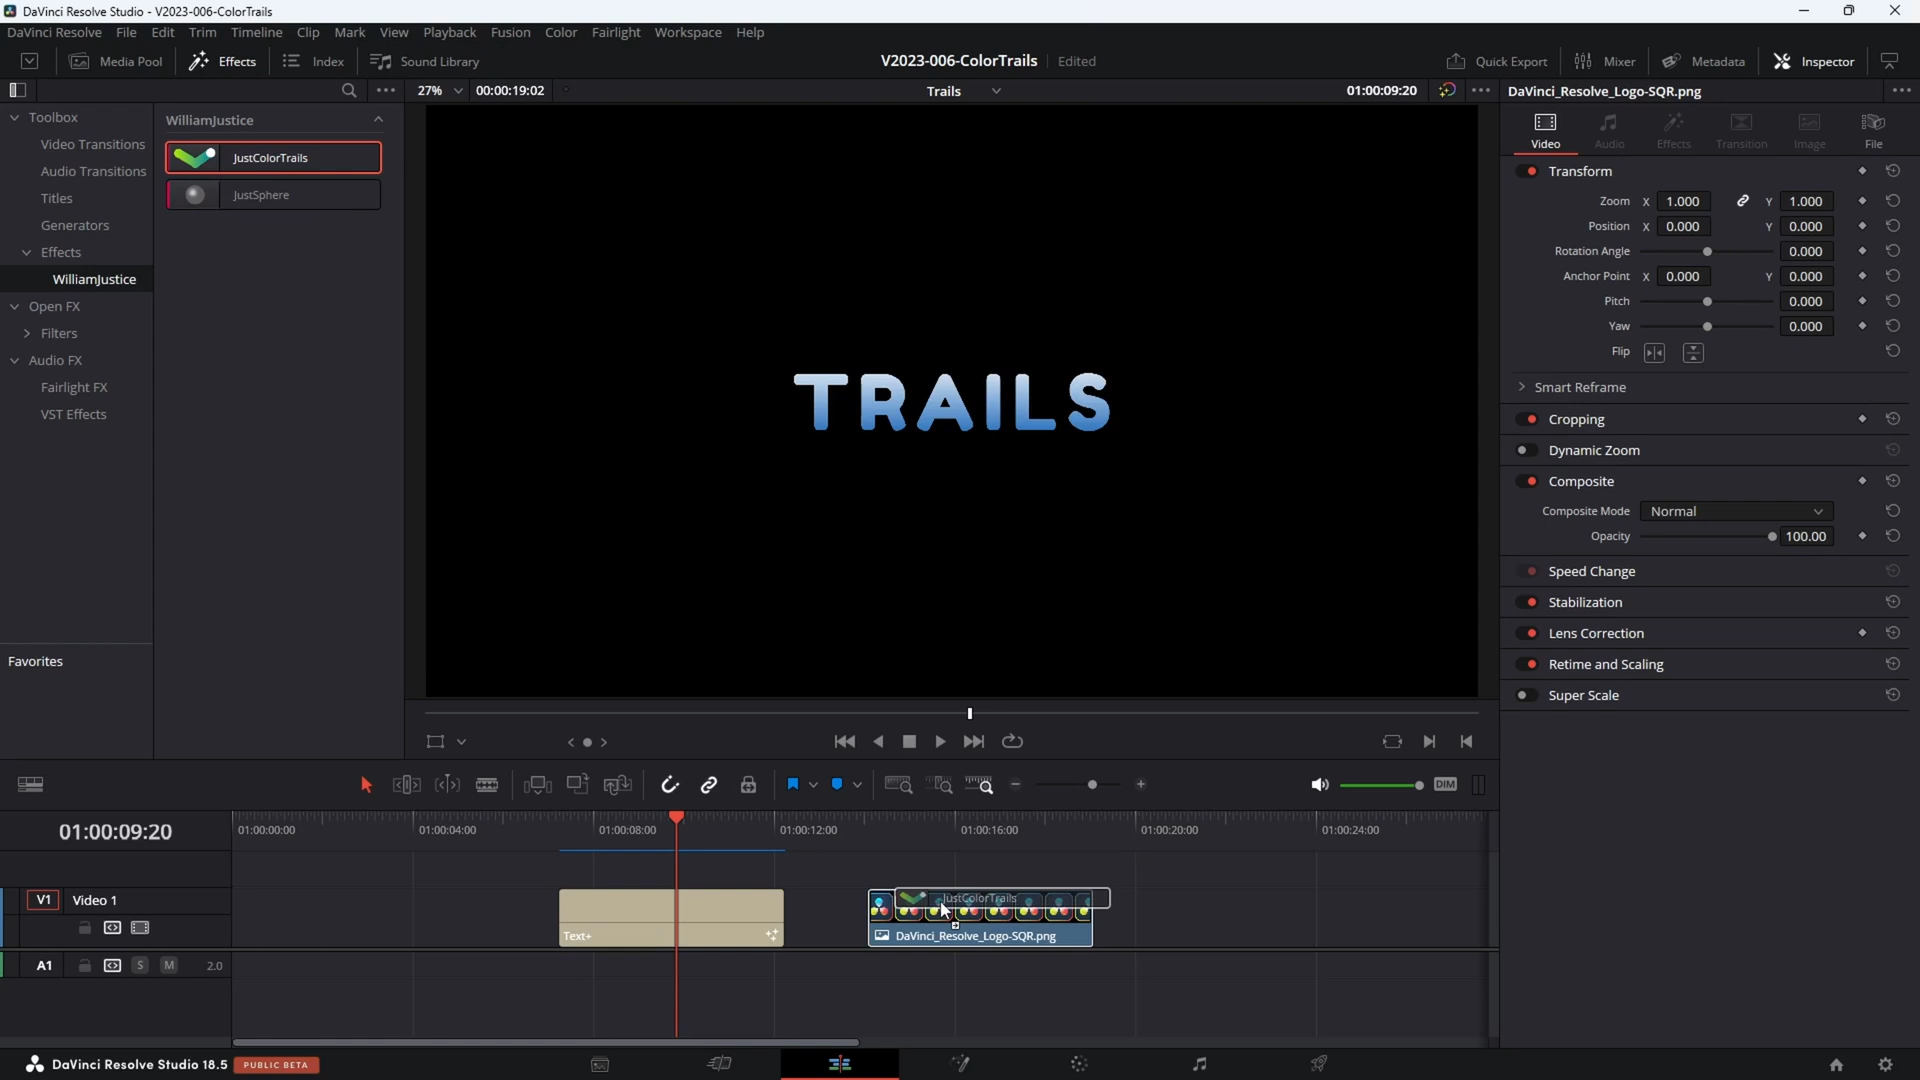 DaVinci Resolve Studio - V2023-006-ColorTrails
DaVinci Resolve File Edit Trim Timeline Clip Mark View Playback Fusion Color Fairlight Workspace Help
Media Pool Effects Index Sound Library V2023-006-ColorTrails Edited Quick Export Mixer Metadata Inspector
27% 00:00:19:02 Trails 01:00:09:20 DaVinci_Resolve_Logo-SQR.png
Toolbox
Video Transitions
Audio Transitions
Titles
Generators
Effects
WilliamJustice
Open FX
Filters
Audio FX
Fairlight FX
VST Effects
Favorites
WilliamJustice
JustColorTrails
JustSphere
TRAILS
Video Audio Effects Transition Image File
Transform
Zoom X 1.000 Y 1.000
Position X 0.000 Y 0.000
Rotation Angle 0.000
Anchor Point X 0.000 Y 0.000
Pitch 0.000
Yaw 0.000
Flip
Smart Reframe
Cropping
Dynamic Zoom
Composite
Composite Mode Normal
Opacity 100.00
Speed Change
Stabilization
Lens Correction
Retime and Scaling
Super Scale
DIM
01:00:09:20
01:00:00:00 01:00:04:00 01:00:08:00 01:00:12:00 01:00:16:00 01:00:20:00 01:00:24:00
V1 Video 1
JustColorTrails
Text+ DaVinci_Resolve_Logo-SQR.png
A1 S M 2.0
DaVinci Resolve Studio 18.5 PUBLIC BETA